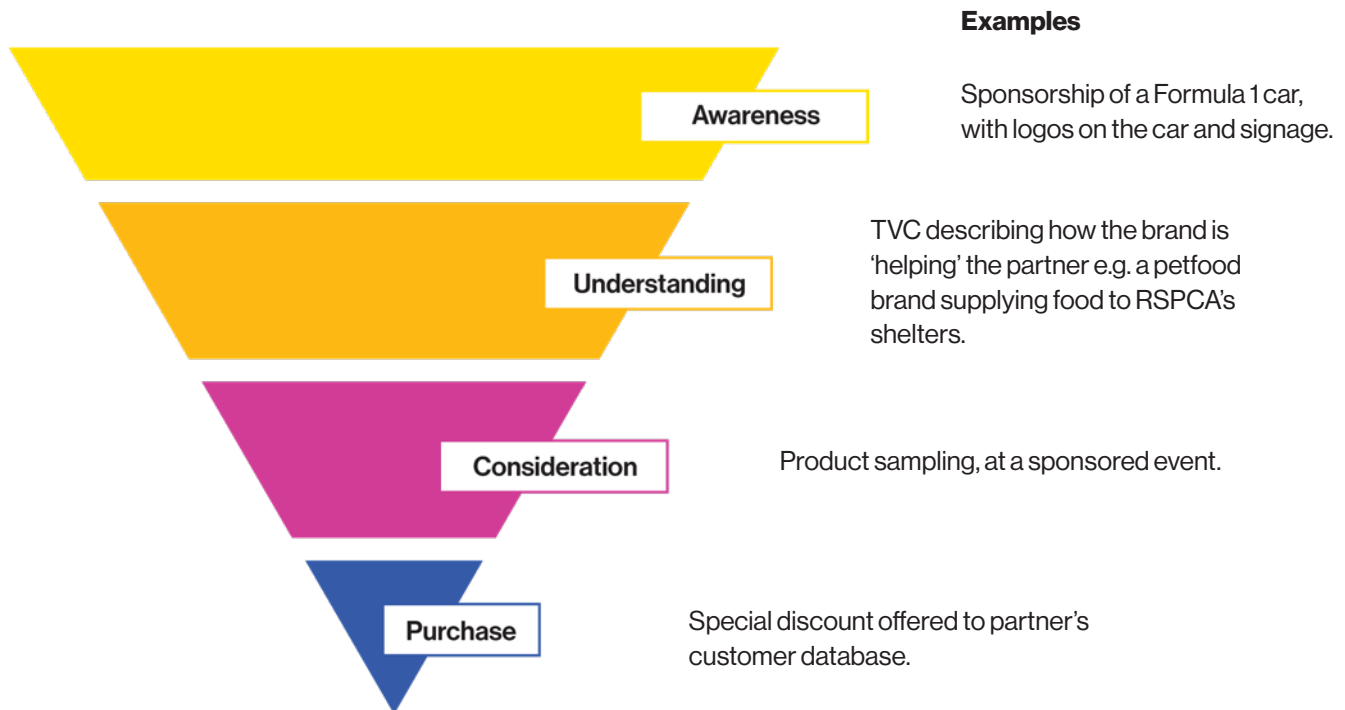 Examples
Awareness
Sponsorship of a Formula 1 car,
with logos on the car and signage.
Understanding
TVC describing how the brand is
‘helping’ the partner e.g. a petfood
brand supplying food to RSPCA’s
shelters.
Consideration
Product sampling, at a sponsored event.
Purchase
Special discount offered to partner’s
customer database.